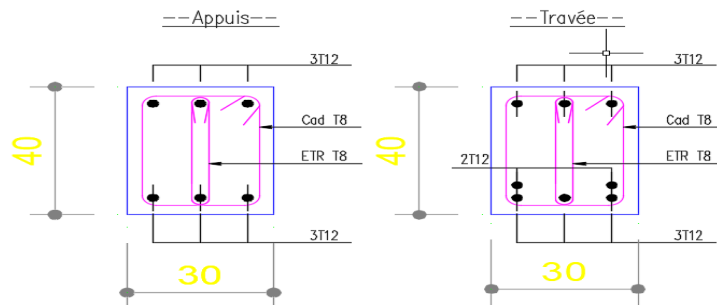 --Appuis--
3T12
Cad T8
ETR T8
3T12
40
30
--Travée--
3T12
Cad T8
ETR T8
2T12
3T12
40
30